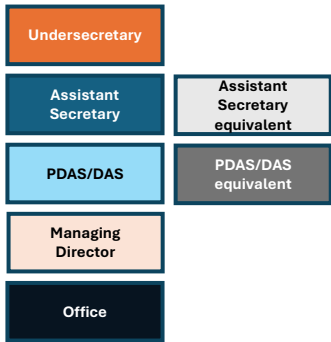 Undersecretary
Assistant
Secretary
Assistant
Secretary
equivalent
PDAS/DAS
PDAS/DAS
equivalent
Managing
Director
Office